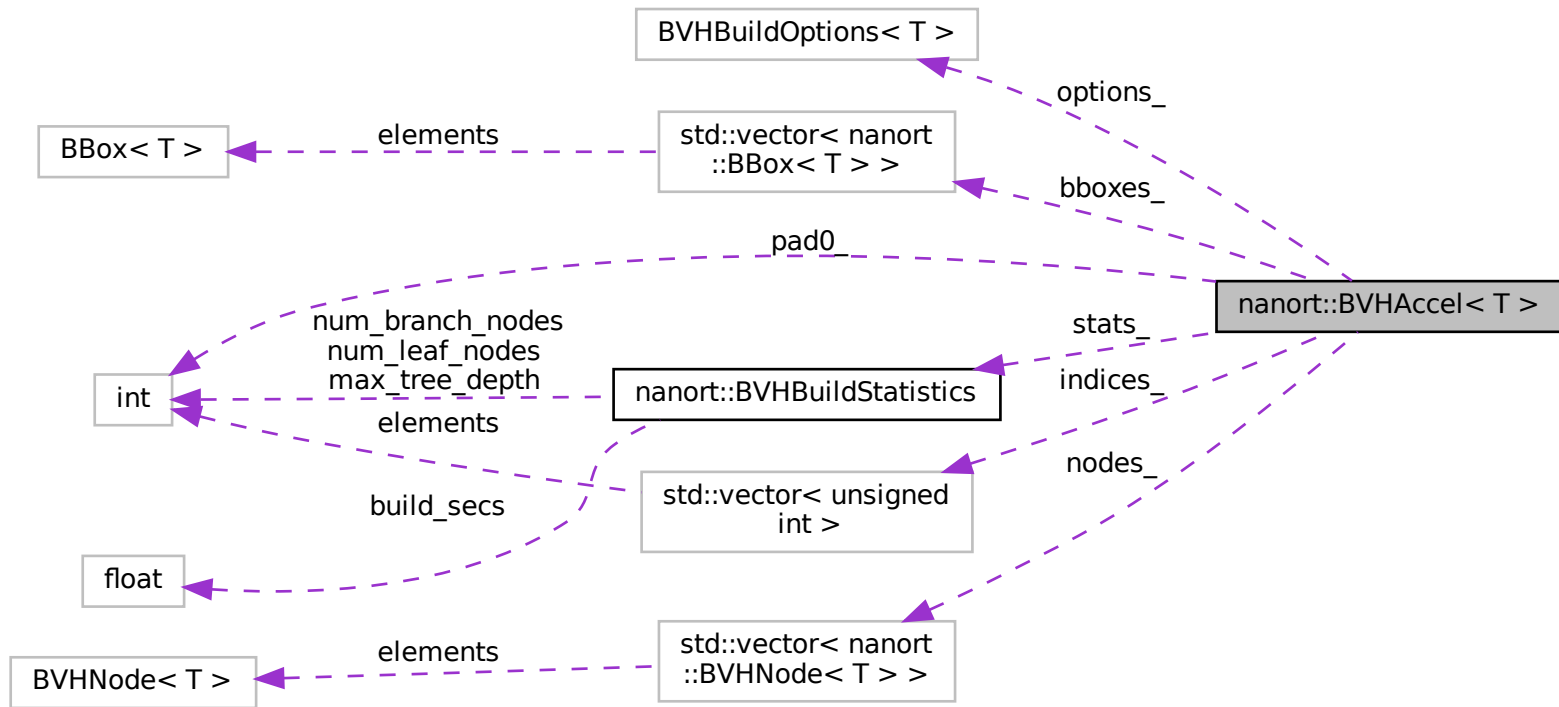 BVHBuildOptions< T >
options_
BBox< T >
elements
std::vector< nanort
::BBox< T > >
bboxes_
pad0_
nanort::BVHAccel< T >
num_branch_nodes
num_leaf_nodes
max_tree_depth
stats_
int
nanort::BVHBuildStatistics
indices_
elements
nodes_
std::vector< unsigned
int >
build_secs
float
std::vector< nanort
::BVHNode< T > >
elements
BVHNode< T >